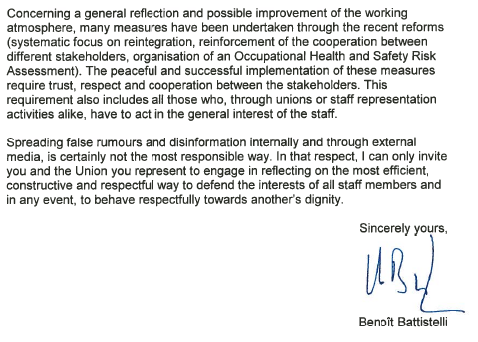 Concerning a general reflection and possible improvement of the working
atmosphere, many measures have been undertaken through the recent reforms
(systematic focus on reintegration, reinforcement of the cooperation between
different stakeholders, organisation of an Occupational Health and Safety Risk
Assessment). The peaceful and successful implementation of these measures
require trust, respect and cooperation between the stakeholders. This
requirement also includes all those who, through unions or staff representation
activities alike, have to act in the general interest of the staff.
Spreading false rumours and disinformation internally and through external
media, is certainly not the most responsible way. In that respect, I can only invite
you and the Union you represent to engage in reflecting on the most efficient,
constructive and respectful way to defend the interests of all staff members and
in any event, to behave respectfully towards another's dignity.
Sincerely yours,
Benoît Battistelli